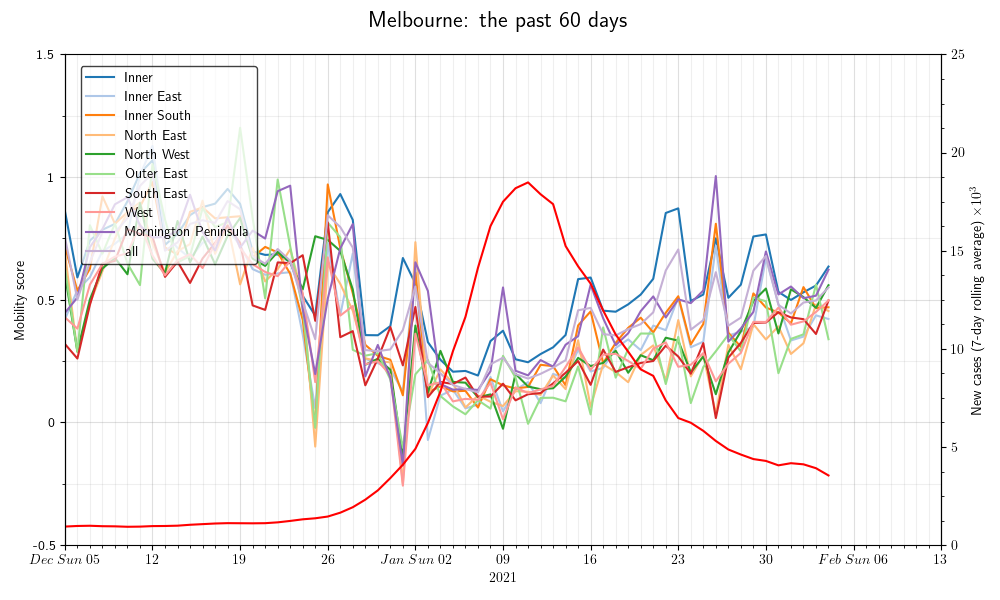 Melbourne: the past 60 days
1.5
1
0.5
0
-0.5
Mobility score
Inner
Inner East
Inner South
North East
North West
Outer East
South East
West
Mornington Peninsula
all
25
20
15
10
5
0
New cases (7-day rolling average) ×10³
Dec Sun 05
12
19
26
Jan Sun 02
09
16
23
30
Feb Sun 06
13
2021